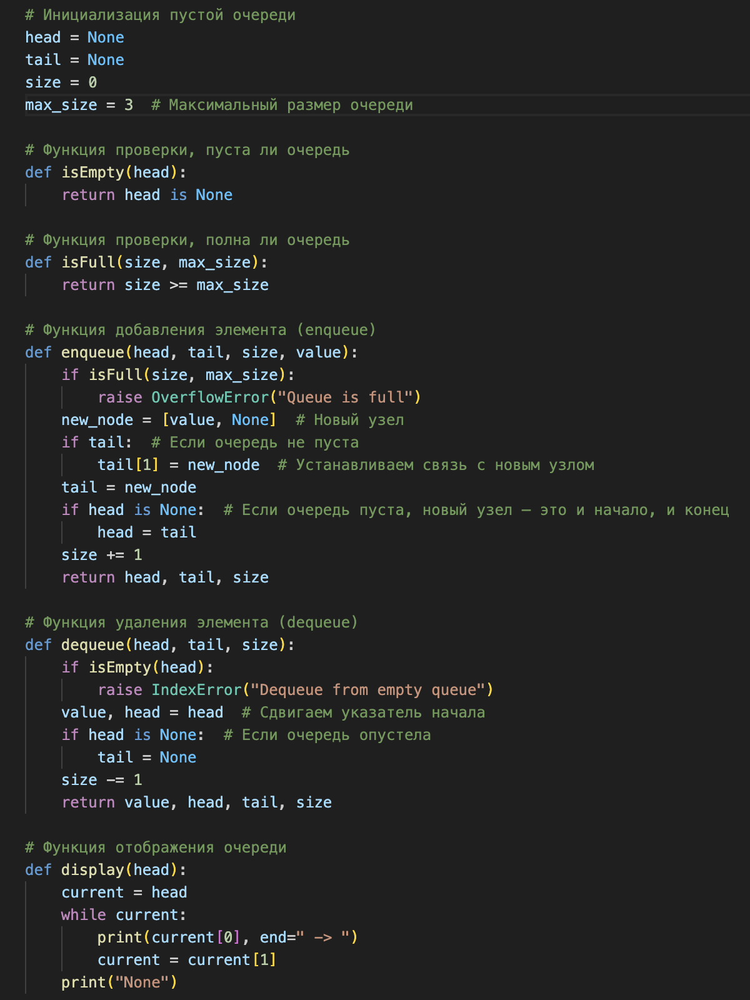 # Инициализация пустой очереди
head = None
tail = None
size = 0
max_size = 3  # Максимальный размер очереди
# Функция проверки, пуста ли очередь
def isEmpty(head):
    return head is None
# Функция проверки, полна ли очередь
def isFull(size, max_size):
    return size >= max_size
# Функция добавления элемента (enqueue)
def enqueue(head, tail, size, value):
    if isFull(size, max_size):
        raise OverflowError("Queue is full")
    new_node = [value, None]  # Новый узел
    if tail:  # Если очередь не пуста
        tail[1] = new_node  # Устанавливаем связь с новым узлом
    tail = new_node
    if head is None:  # Если очередь пуста, новый узел — это и начало, и конец
        head = tail
    size += 1
    return head, tail, size
# Функция удаления элемента (dequeue)
def dequeue(head, tail, size):
    if isEmpty(head):
        raise IndexError("Dequeue from empty queue")
    value, head = head  # Сдвигаем указатель начала
    if head is None:  # Если очередь опустела
        tail = None
    size -= 1
    return value, head, tail, size
# Функция отображения очереди
def display(head):
    current = head
    while current:
        print(current[0], end=" -> ")
        current = current[1]
    print("None")